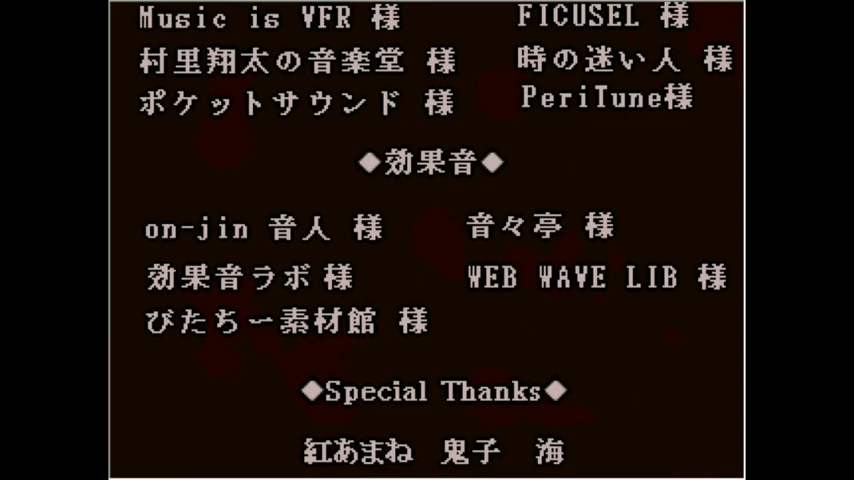 Music is VFR 様 FICUSEL 様
村里翔太の音楽堂 様 時の迷い人 様
ポケットサウンド 様 PeriTune様
◆効果音◆
on-jin 音人 様 音々亭 様
効果音ラボ 様 WEB WAVE LIB 様
びたちー素材館 様
◆Special Thanks◆
紅あまね 鬼子 海